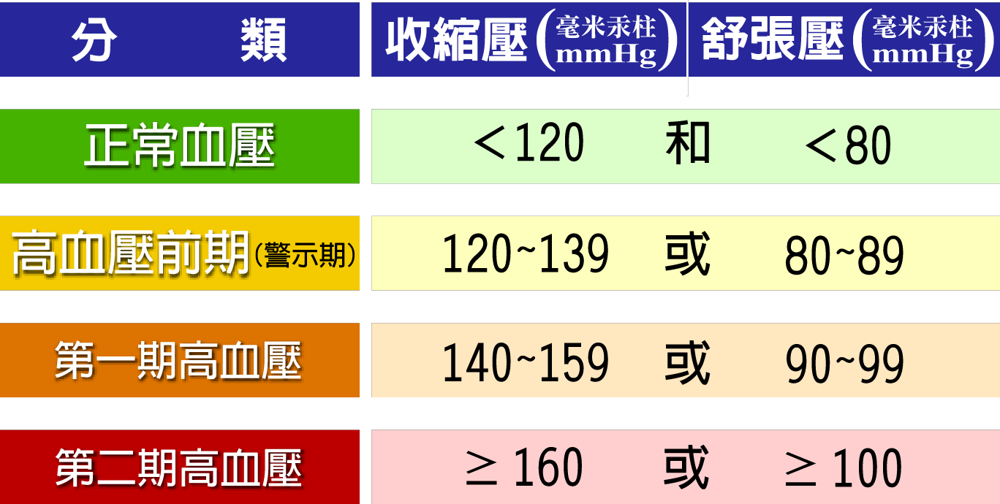 分類 收縮壓(毫米汞柱 mmHg) 舒張壓(毫米汞柱 mmHg)
正常血壓 <120 和 <80
高血壓前期(警示期) 120~139 或 80~89
第一期高血壓 140~159 或 90~99
第二期高血壓 ≥160 或 ≥100